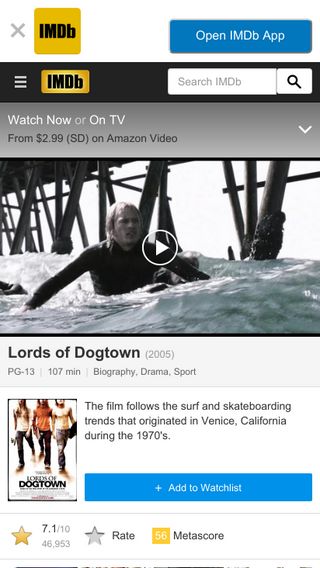 IMDb
Open IMDb App
IMDb
Search IMDb
Watch Now or On TV
From $2.99 (SD) on Amazon Video
Lords of Dogtown (2005)
PG-13 | 107 min | Biography, Drama, Sport
The film follows the surf and skateboarding
trends that originated in Venice, California
during the 1970's.
LORDS OF
DOGTOWN
+ Add to Watchlist
7.1/10
46,953
Rate
56 Metascore